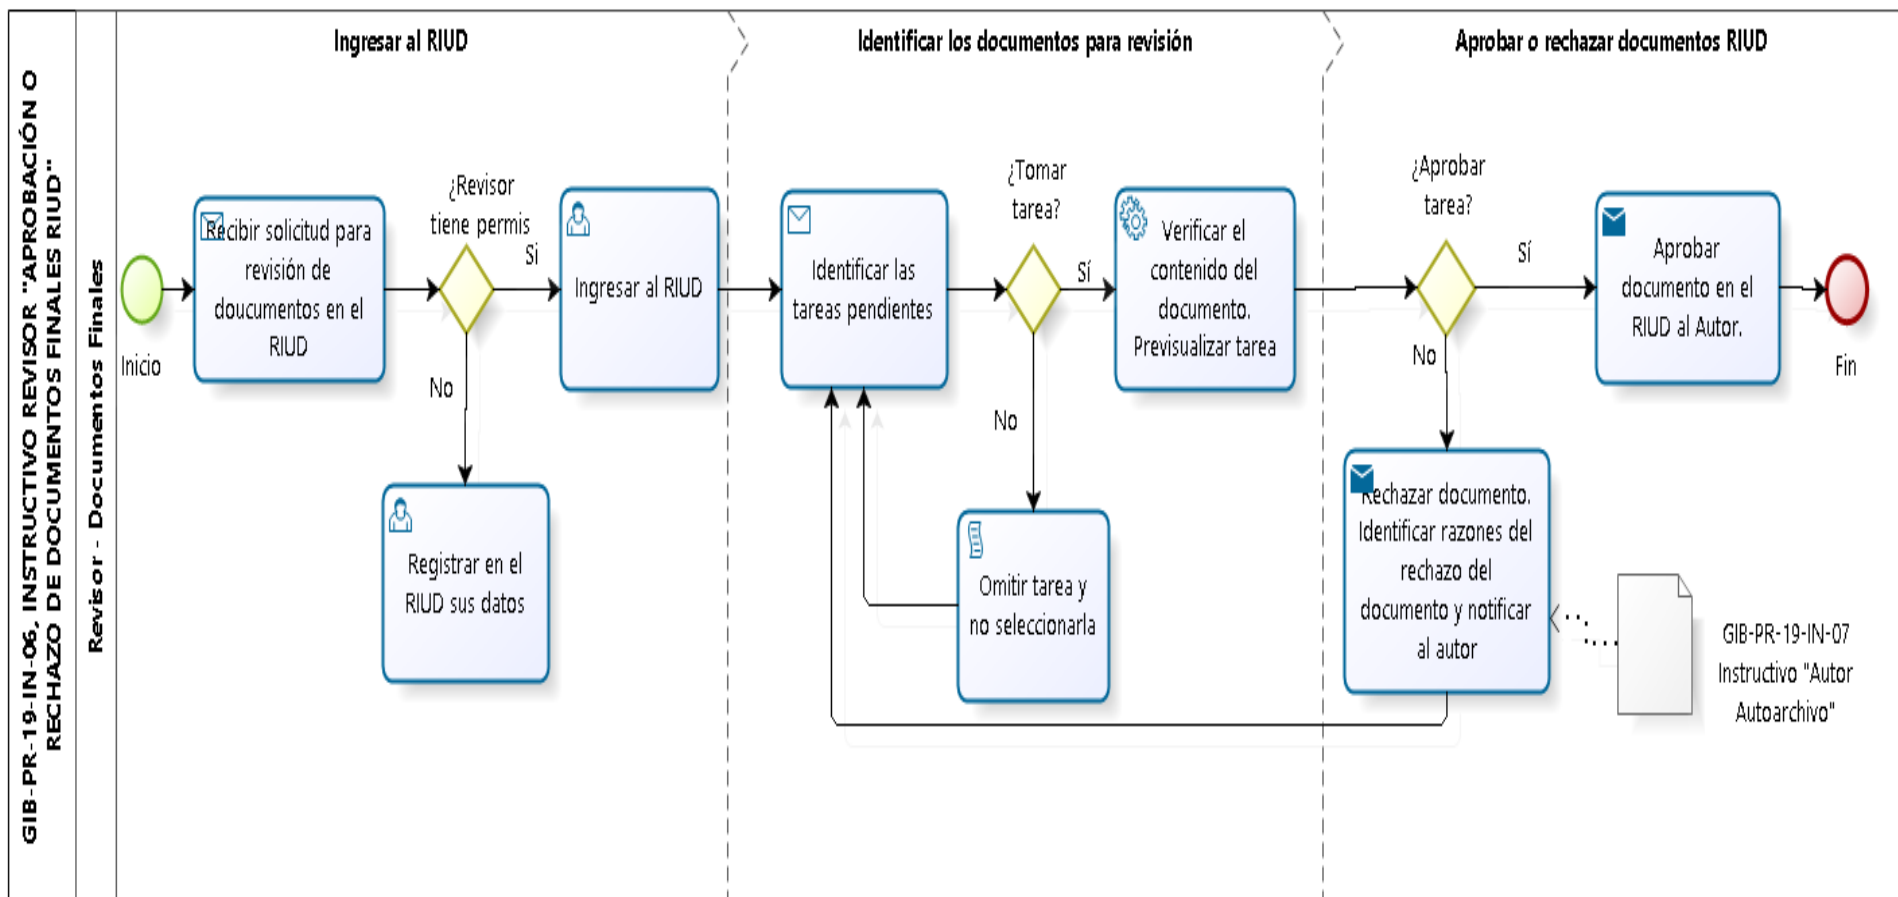 GIB-PR-19-IN-06, INSTRUCTIVO REVISOR "APROBACIÓN O
RECHAZO DE DOCUMENTOS FINALES RIUD"
Revisor - Documentos Finales
Ingresar al RIUD
Identificar los documentos para revisión
Aprobar o rechazar documentos RIUD
Inicio
Recibir solicitud para
revisión de
doucumentos en el
RIUD
¿Revisor
tiene permis
Si
No
Ingresar al RIUD
Registrar en el
RIUD sus datos
Identificar las
tareas pendientes
¿Tomar
tarea?
Sí
No
Verificar el
contenido del
documento.
Previsualizar tarea
Omitir tarea y
no seleccionarla
¿Aprobar
tarea?
Sí
No
Aprobar
documento en el
RIUD al Autor.
Fin
Rechazar documento.
Identificar razones del
rechazo del
documento y notificar
al autor
GIB-PR-19-IN-07
Instructivo "Autor
Autoarchivo"